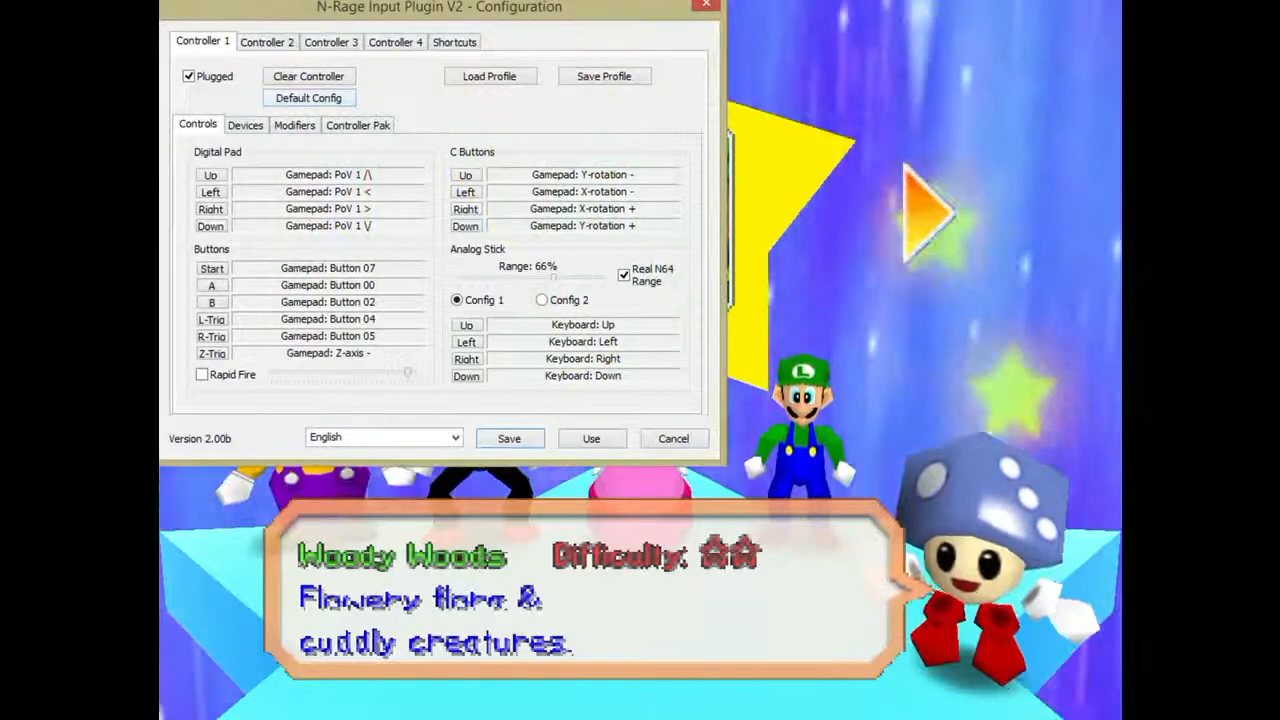 N-Rage Input Plugin V2 - Configuration
Controller 1 Controller 2 Controller 3 Controller 4 Shortcuts
Plugged Clear Controller Load Profile Save Profile
Default Config
Controls Devices Modifiers Controller Pak
Digital Pad
Up Gamepad: PoV 1 /\
Left Gamepad: PoV 1 <
Right Gamepad: PoV 1 >
Down Gamepad: PoV 1 \/
Buttons
Start Gamepad: Button 07
A Gamepad: Button 00
B Gamepad: Button 02
L-Trig Gamepad: Button 04
R-Trig Gamepad: Button 05
Z-Trig Gamepad: Z-axis -
Rapid Fire
C Buttons
Up Gamepad: Y-rotation -
Left Gamepad: X-rotation -
Right Gamepad: X-rotation +
Down Gamepad: Y-rotation +
Analog Stick
Range: 66%
Real N64
Range
Config 1 Config 2
Up Keyboard: Up
Left Keyboard: Left
Right Keyboard: Right
Down Keyboard: Down
Version 2.00b English Save Use Cancel
L
Woody Woods Difficulty: ☆☆
Flowery flora &
cuddly creatures.